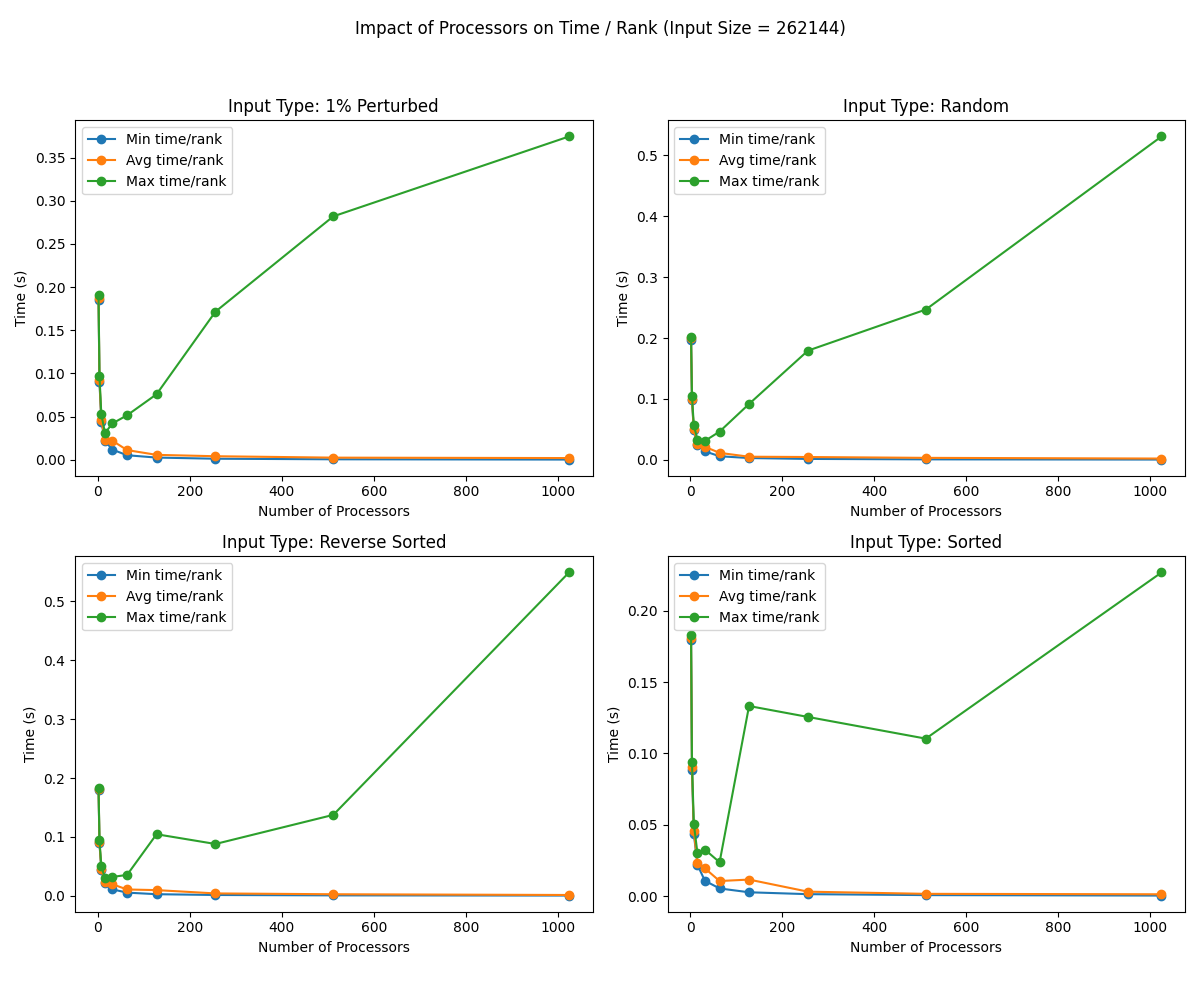 Impact of Processors on Time / Rank (Input Size = 262144)
Input Type: 1% Perturbed
Min time/rank
Avg time/rank
Max time/rank
Time (s)
0.35
0.30
0.25
0.20
0.15
0.10
0.05
0.00
0 200 400 600 800 1000
Number of Processors
Input Type: Random
Min time/rank
Avg time/rank
Max time/rank
Time (s)
0.5
0.4
0.3
0.2
0.1
0.0
0 200 400 600 800 1000
Number of Processors
Input Type: Reverse Sorted
Min time/rank
Avg time/rank
Max time/rank
Time (s)
0.5
0.4
0.3
0.2
0.1
0.0
0 200 400 600 800 1000
Number of Processors
Input Type: Sorted
Min time/rank
Avg time/rank
Max time/rank
Time (s)
0.20
0.15
0.10
0.05
0.00
0 200 400 600 800 1000
Number of Processors